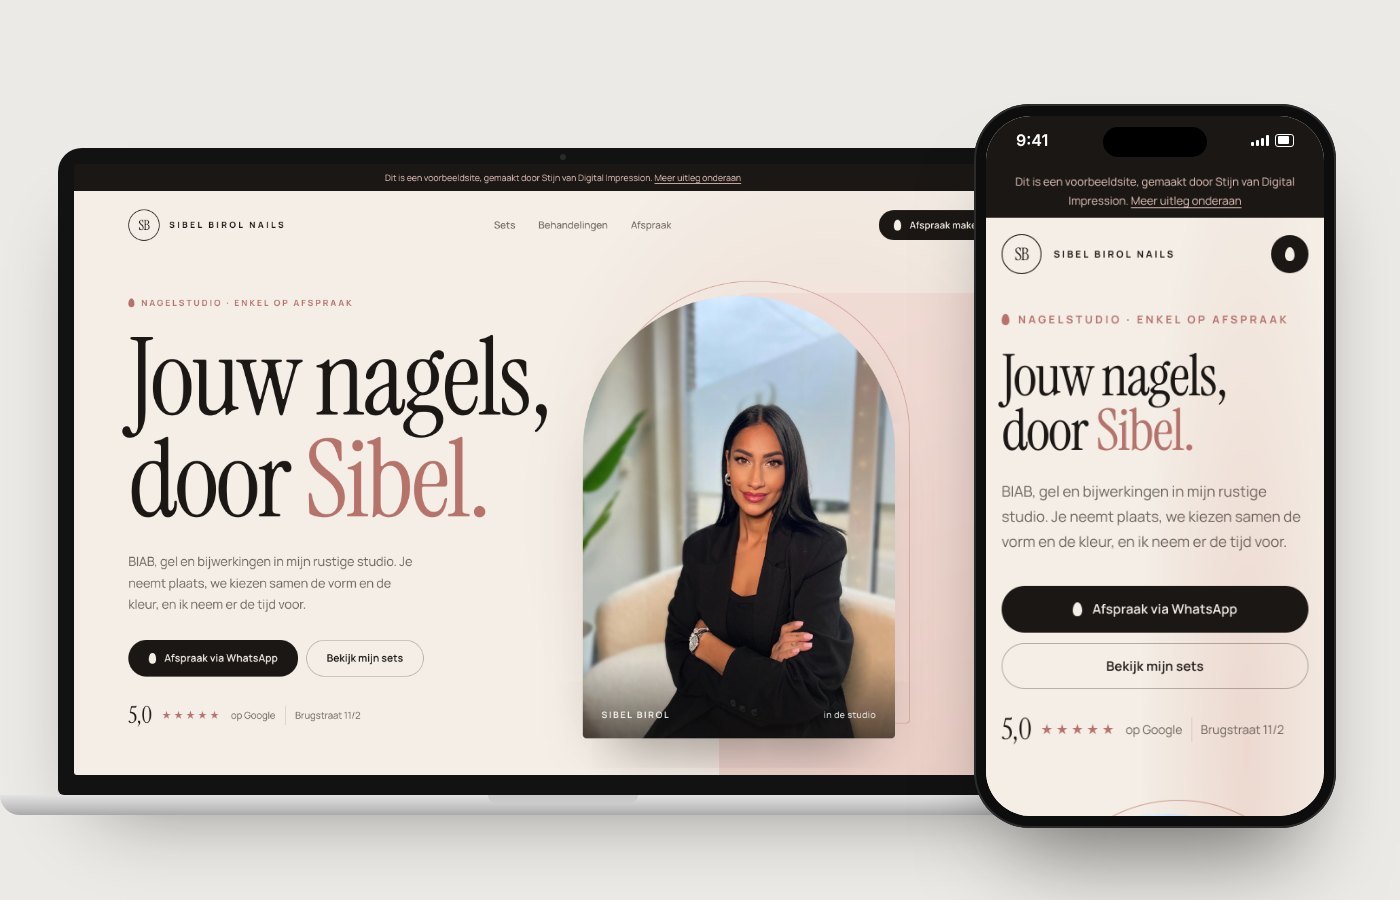 Dit is een voorbeeldsite, gemaakt door Stijn van Digital Impression. Meer uitleg onderaan
SB
SIBEL BIROL NAILS
Sets
Behandelingen
Afspraak
Afspraak make
NAGELSTUDIO · ENKEL OP AFSPRAAK
Jouw nagels,
door Sibel.
BIAB, gel en bijwerkingen in mijn rustige studio. Je
neemt plaats, we kiezen samen de vorm en de
kleur, en ik neem er de tijd voor.
Afspraak via WhatsApp
Bekijk mijn sets
5,0 ★★★★★ op Google
Brugstraat 11/2
SIBEL BIROL
in de studio
9:41
Dit is een voorbeeldsite, gemaakt door Stijn van Digital
Impression. Meer uitleg onderaan
SB
SIBEL BIROL NAILS
NAGELSTUDIO · ENKEL OP AFSPRAAK
Jouw nagels,
door Sibel.
BIAB, gel en bijwerkingen in mijn rustige
studio. Je neemt plaats, we kiezen samen de
vorm en de kleur, en ik neem er de tijd voor.
Afspraak via WhatsApp
Bekijk mijn sets
5,0 ★★★★★ op Google
Brugstraat 11/2